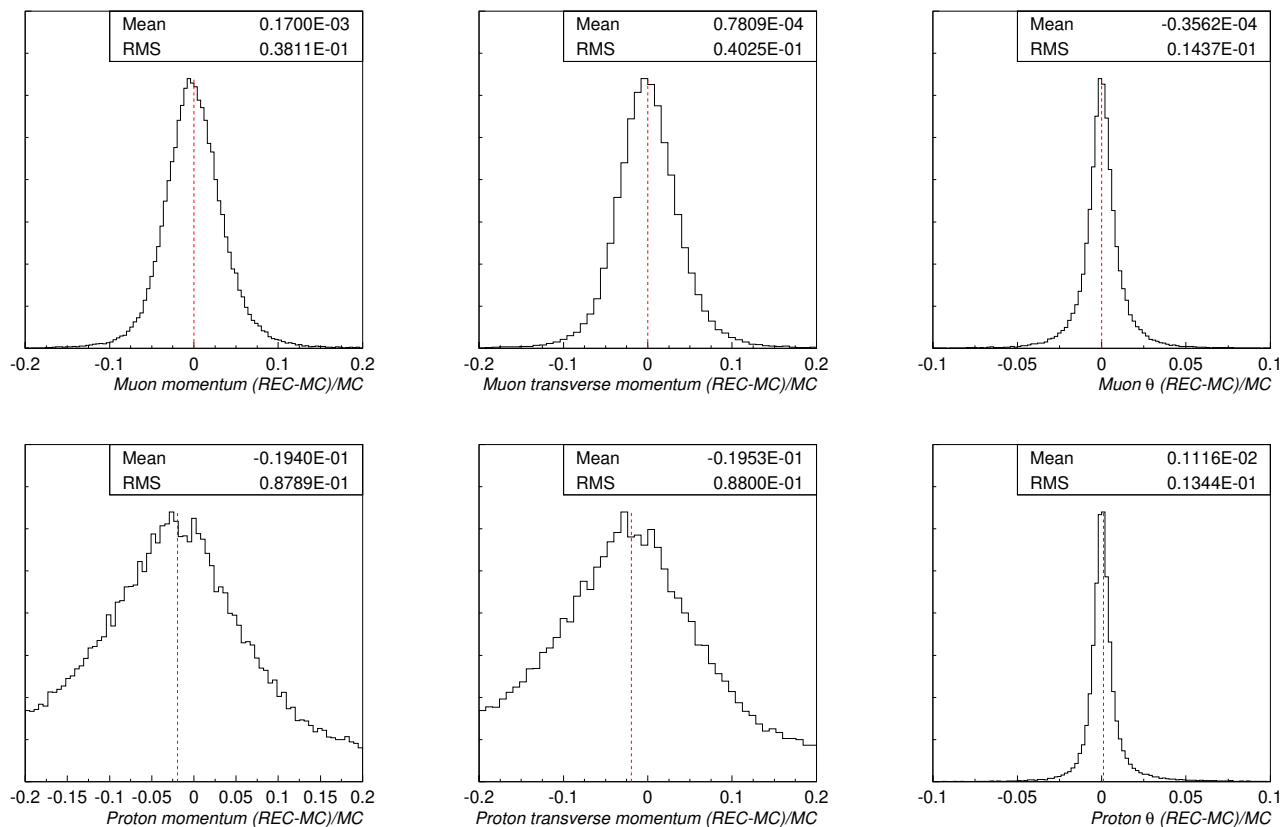 Mean 0.1700E-03
RMS 0.3811E-01
-0.2 -0.1 0 0.1 0.2
Muon momentum (REC-MC)/MC
Mean 0.7809E-04
RMS 0.4025E-01
-0.2 -0.1 0 0.1 0.2
Muon transverse momentum (REC-MC)/MC
Mean -0.3562E-04
RMS 0.1437E-01
-0.1 -0.05 0 0.05 0.1
Muon θ (REC-MC)/MC
Mean -0.1940E-01
RMS 0.8789E-01
-0.2 -0.15 -0.1 -0.05 0 0.05 0.1 0.15 0.2
Proton momentum (REC-MC)/MC
Mean -0.1953E-01
RMS 0.8800E-01
-0.2 -0.1 0 0.1 0.2
Proton transverse momentum (REC-MC)/MC
Mean 0.1116E-02
RMS 0.1344E-01
-0.1 -0.05 0 0.05 0.1
Proton θ (REC-MC)/MC